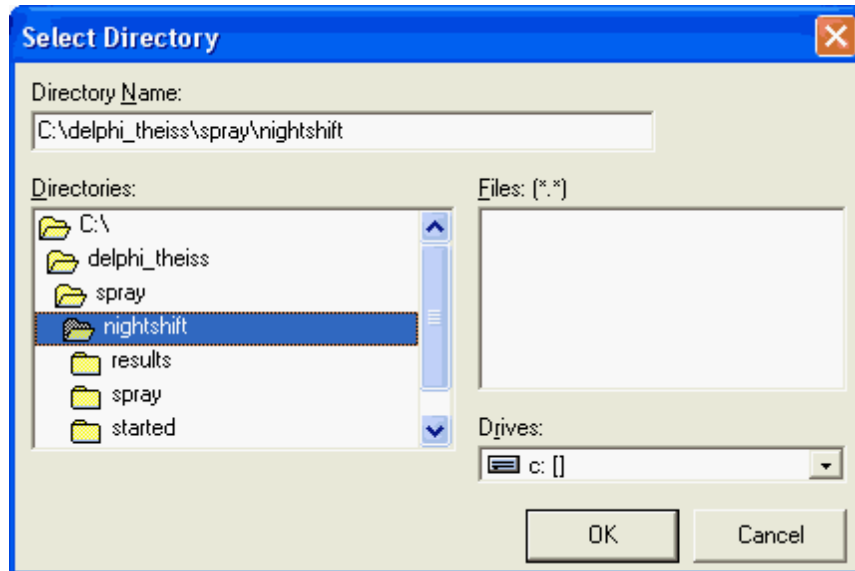 Select Directory
Directory Name:
C:\delphi_theiss\spray\nightshift
Directories:
C:\
delphi_theiss
spray
nightshift
results
spray
started
Files: (*.*)
Drives:
c: []
OK
Cancel